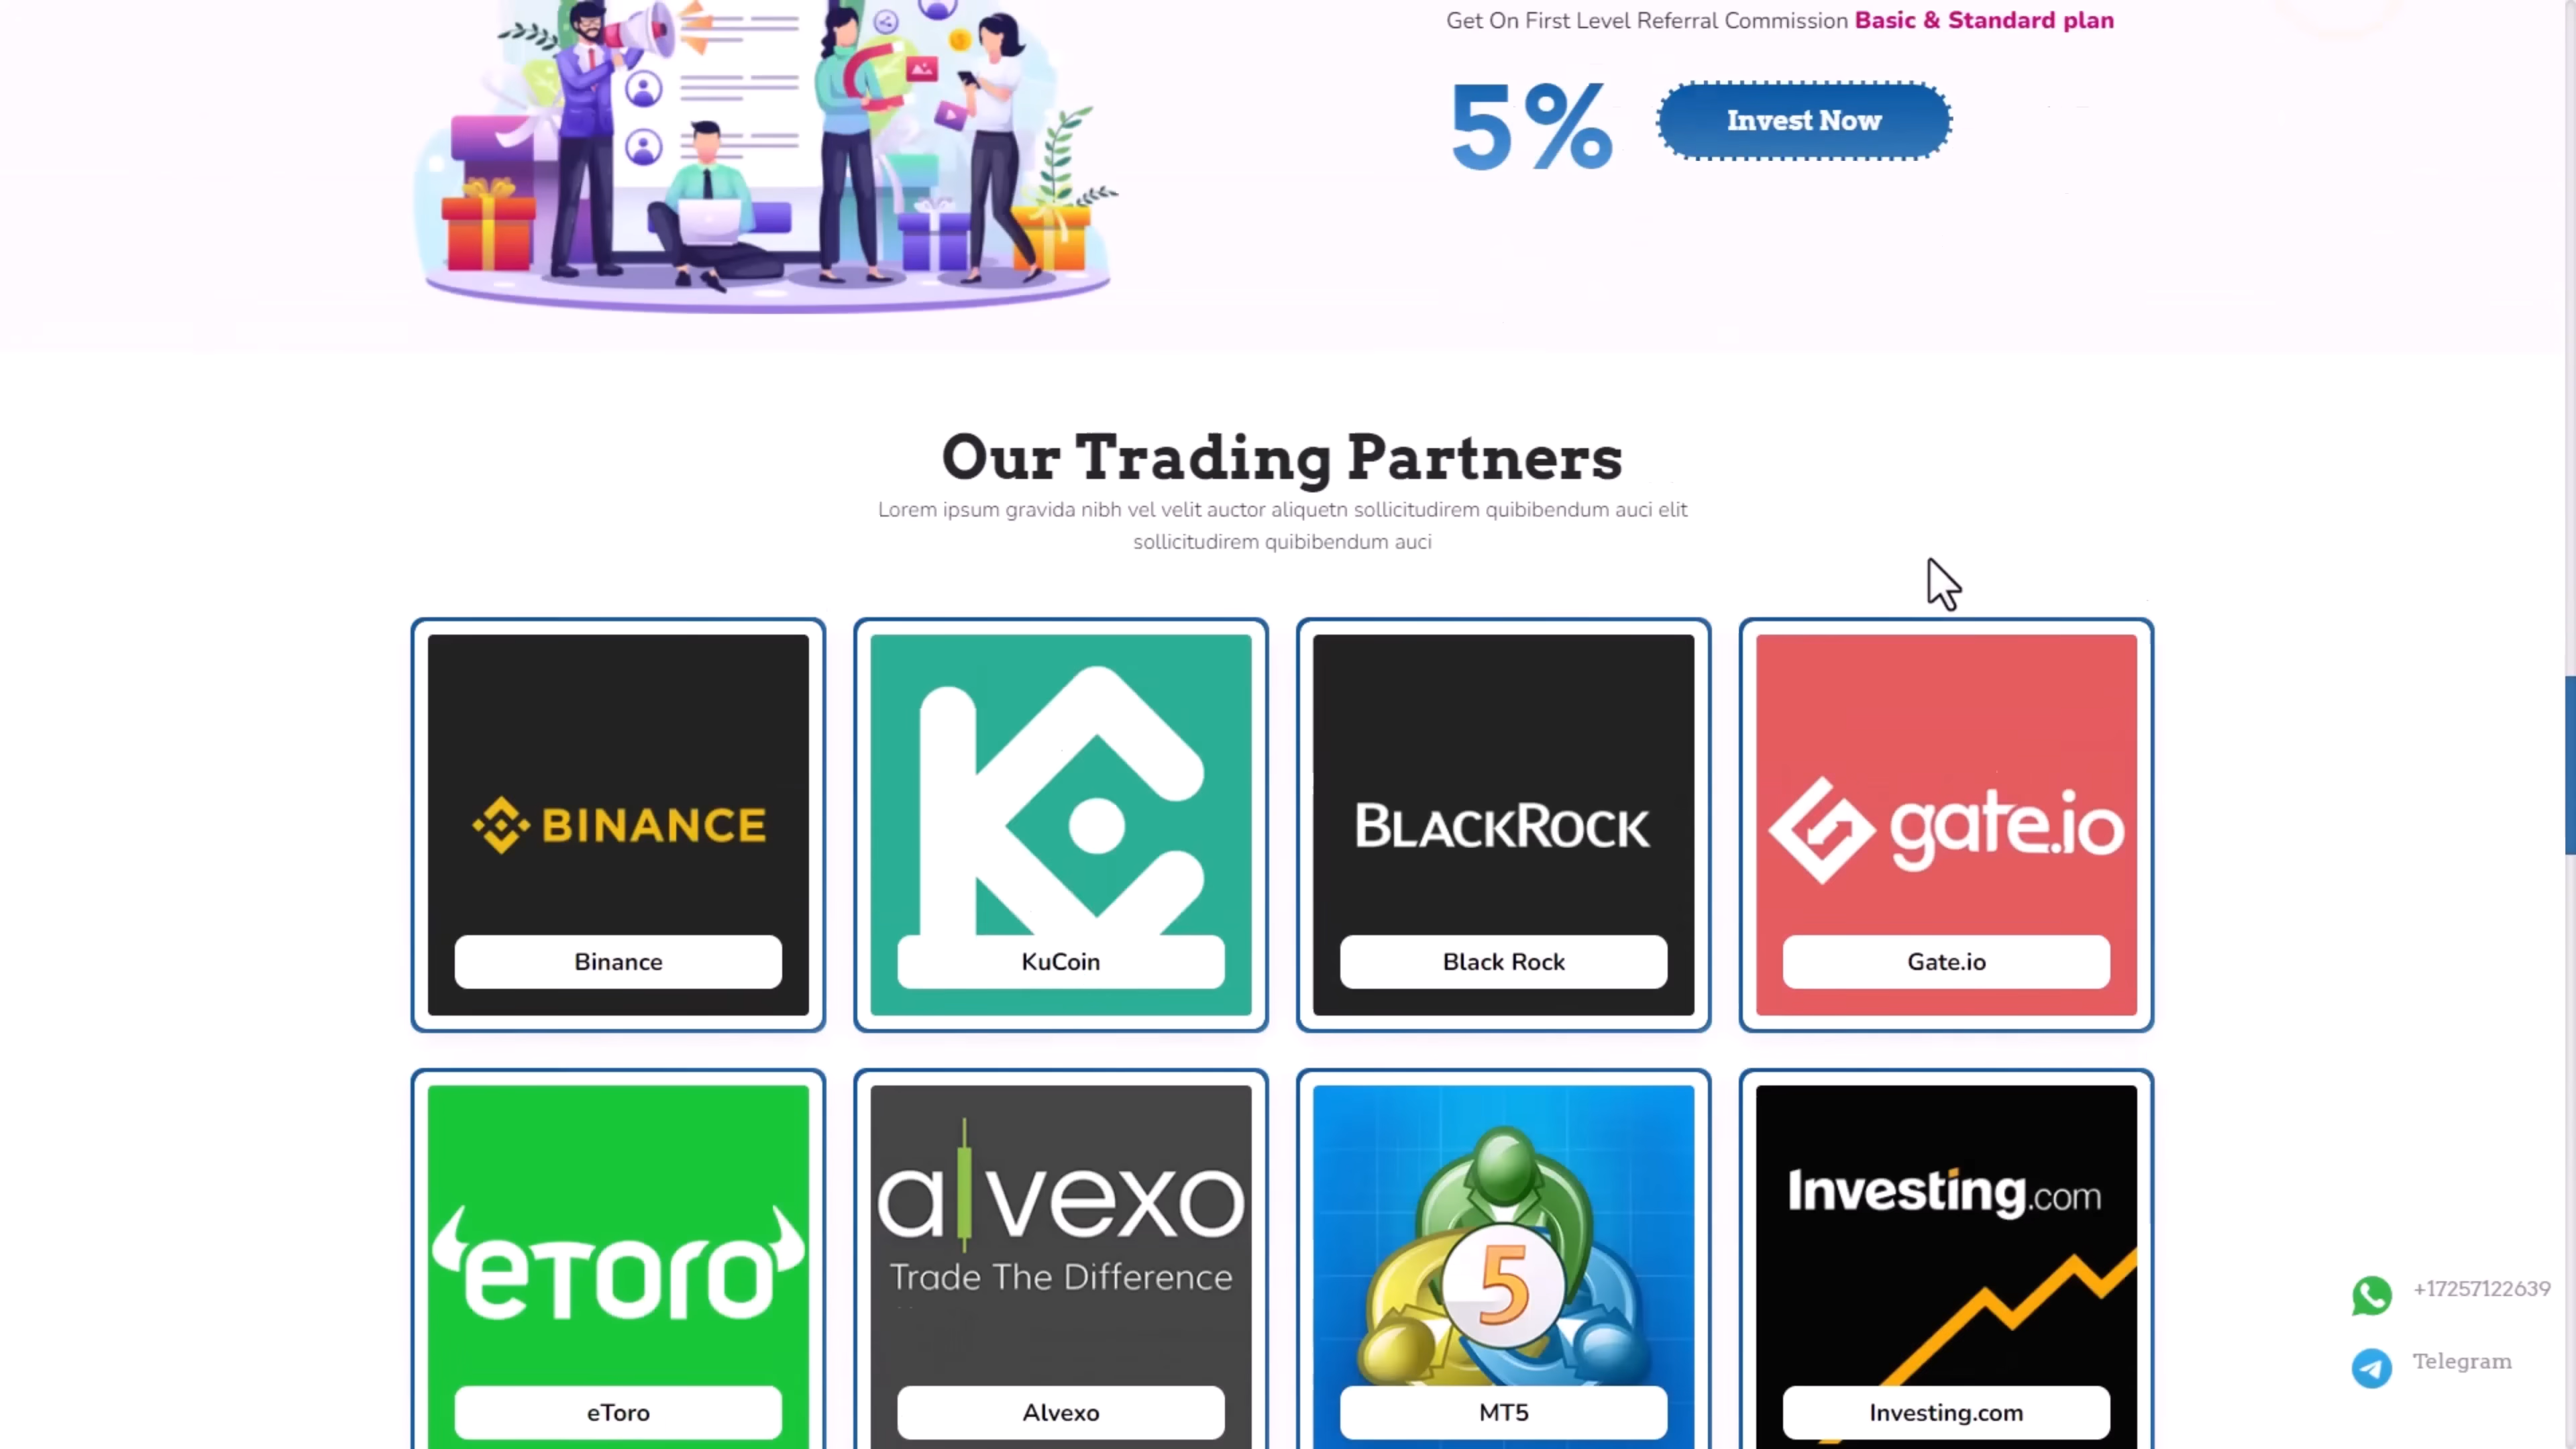 Get On First Level Referral Commission Basic & Standard plan
5%
Invest Now
Our Trading Partners
Lorem ipsum gravida nibh vel velit auctor aliquetn sollicitudirem quibibendum auci elit
sollicitudirem quibibendum auci
BINANCE
Binance
KuCoin
BLACKROCK
Black Rock
gate.io
Gate.io
eToro
eToro
alvexo
Trade The Difference
Alvexo
5
MT5
Investing.com
Investing.com
+17257122639
Telegram